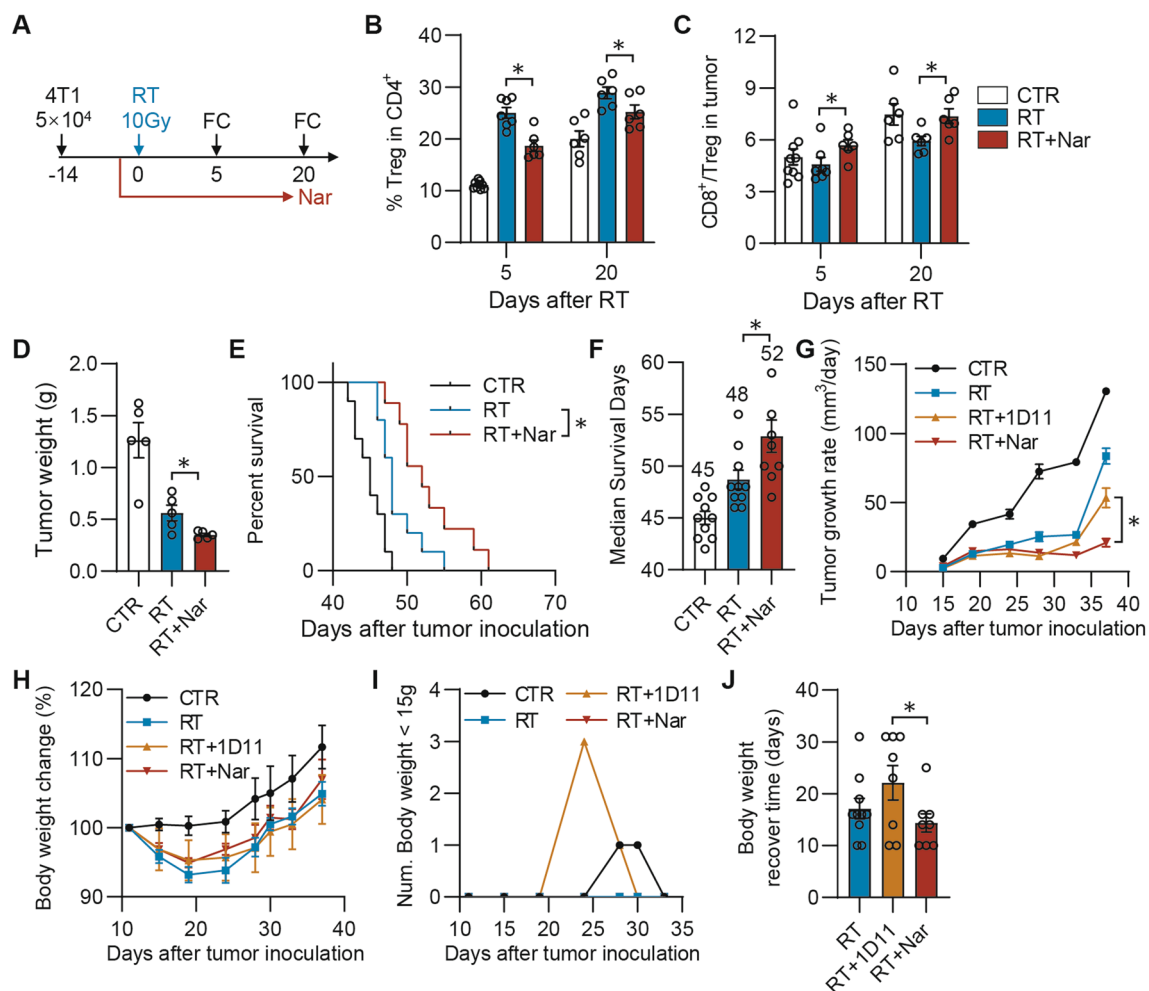 A
4T1
5×10⁴
RT
10Gy
FC
FC
-14
0
5
20
Nar
B
% Treg in CD4⁺
40
30
20
10
0
*
*
5
20
Days after RT
C
CD8⁺/Treg in tumor
12
9
6
3
0
*
*
5
20
Days after RT
CTR
RT
RT+Nar
D
Tumor weight (g)
2.0
1.5
1.0
0.5
0.0
*
CTR
RT
RT+Nar
E
Percent survival
100
50
0
CTR
RT
RT+Nar
*
40
50
60
70
Days after tumor inoculation
F
Median Survival Days
60
55
50
45
40
45
48
52
*
CTR
RT
RT+Nar
G
Tumor growth rate (mm³/day)
150
100
50
0
CTR
RT
RT+1D11
RT+Nar
*
10
15
20
25
30
35
40
Days after tumor inoculation
H
Body weight change (%)
120
110
100
90
CTR
RT
RT+1D11
RT+Nar
10
20
30
40
Days after tumor inoculation
I
Num. Body weight < 15g
4
3
2
1
0
CTR
RT
RT+1D11
RT+Nar
10
15
20
25
30
35
Days after tumor inoculation
J
Body weight
recover time (days)
40
30
20
10
0
*
RT
RT+1D11
RT+Nar